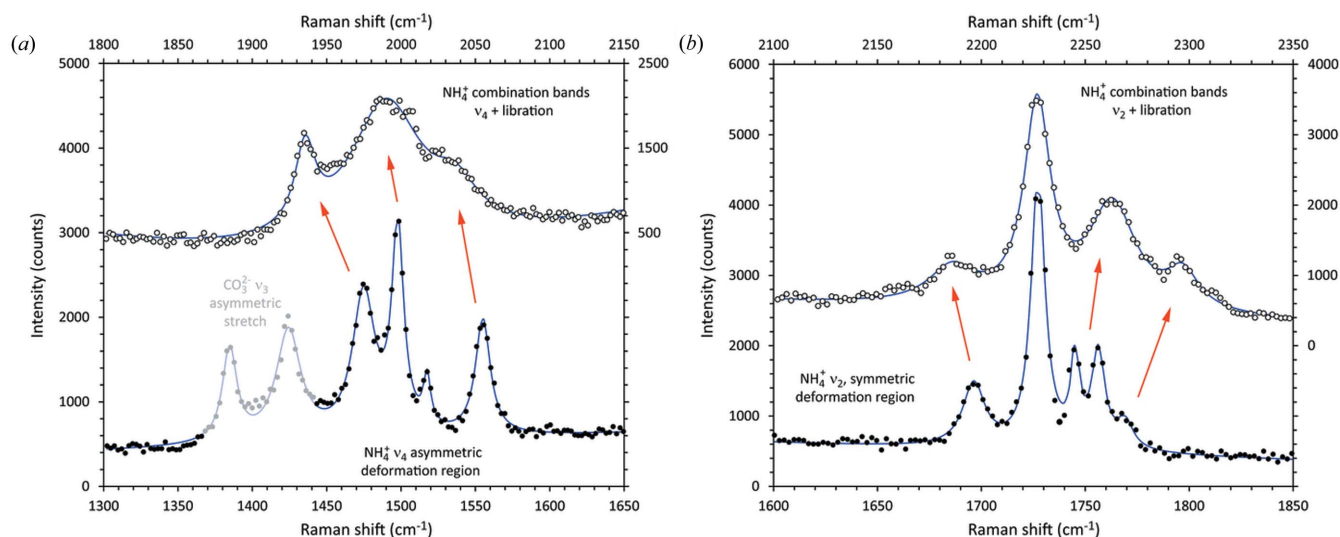 (a)
Raman shift (cm-1)
1800 1850 1900 1950 2000 2050 2100 2150
5000
4000
3000
2000
1000
0
Intensity (counts)
2500
1500
500
NH4+ combination bands
ν4 + libration
CO3 2- ν3
asymmetric
stretch
NH4+ ν4 asymmetric
deformation region
1300 1350 1400 1450 1500 1550 1600 1650
Raman shift (cm-1)
(b)
Raman shift (cm-1)
2100 2150 2200 2250 2300 2350
6000
5000
4000
3000
2000
1000
0
Intensity (counts)
4000
3000
2000
1000
0
NH4+ combination bands
ν2 + libration
NH4+ ν2, symmetric
deformation region
1600 1650 1700 1750 1800 1850
Raman shift (cm-1)